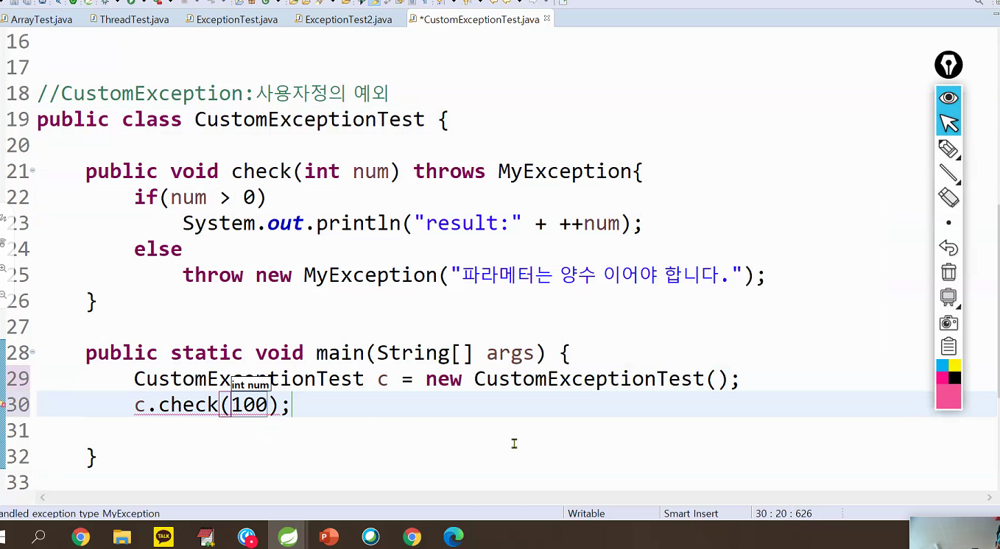 ArrayTest.java ThreadTest.java ExceptionTest.java ExceptionTest2.java *CustomExceptionTest.java
16
17
18 //CustomException:사용자정의 예외
19 public class CustomExceptionTest {
20
21 public void check(int num) throws MyException{
22 if(num > 0)
23 System.out.println("result:" + ++num);
24 else
25 throw new MyException("파라메터는 양수 이어야 합니다.");
26 }
27
28 public static void main(String[] args) {
29 CustomExceptionTest c = new CustomExceptionTest();
int num
30 c.check(100);
31
32 }
33
andled exception type MyException Writable Smart Insert 30 : 20 : 626
TALK P